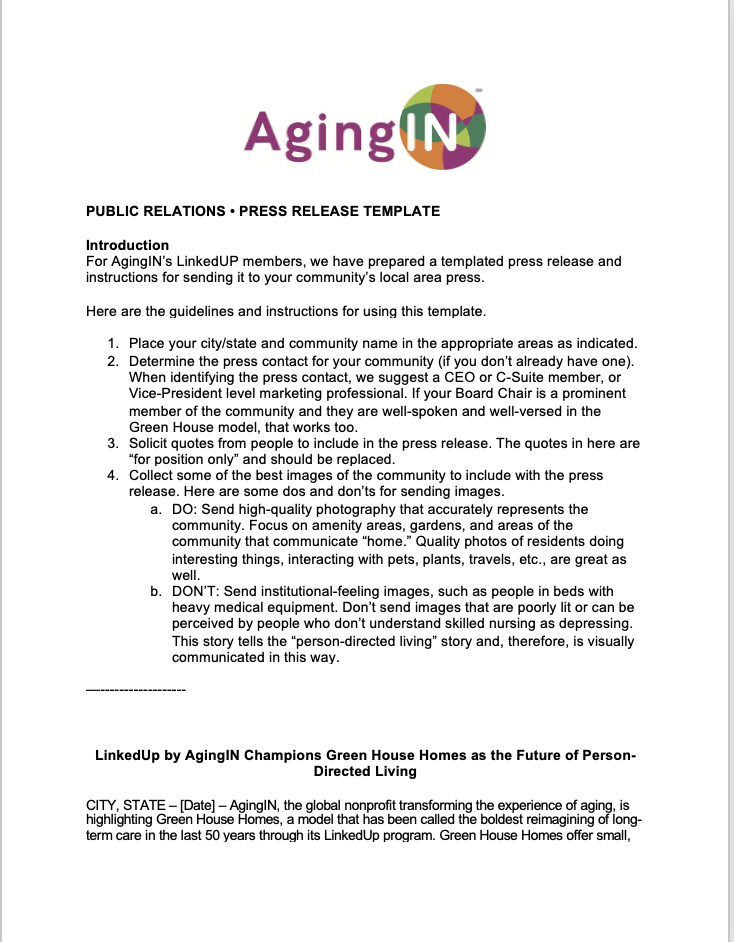 AgingIN
PUBLIC RELATIONS • PRESS RELEASE TEMPLATE
Introduction
For AgingIN’s LinkedUP members, we have prepared a templated press release and
instructions for sending it to your community’s local area press.
Here are the guidelines and instructions for using this template.
1. Place your city/state and community name in the appropriate areas as indicated.
2. Determine the press contact for your community (if you don’t already have one).
When identifying the press contact, we suggest a CEO or C-Suite member, or
Vice-President level marketing professional. If your Board Chair is a prominent
member of the community and they are well-spoken and well-versed in the
Green House model, that works too.
3. Solicit quotes from people to include in the press release. The quotes in here are
“for position only” and should be replaced.
4. Collect some of the best images of the community to include with the press
release. Here are some dos and don’ts for sending images.
a. DO: Send high-quality photography that accurately represents the
community. Focus on amenity areas, gardens, and areas of the
community that communicate “home.” Quality photos of residents doing
interesting things, interacting with pets, plants, travels, etc., are great as
well.
b. DON’T: Send institutional-feeling images, such as people in beds with
heavy medical equipment. Don’t send images that are poorly lit or can be
perceived by people who don’t understand skilled nursing as depressing.
This story tells the “person-directed living” story and, therefore, is visually
communicated in this way.
—-------------------
LinkedUp by AgingIN Champions Green House Homes as the Future of Person-
Directed Living
CITY, STATE – [Date] – AgingIN, the global nonprofit transforming the experience of aging, is
highlighting Green House Homes, a model that has been called the boldest reimagining of long-
term care in the last 50 years through its LinkedUp program. Green House Homes offer small,